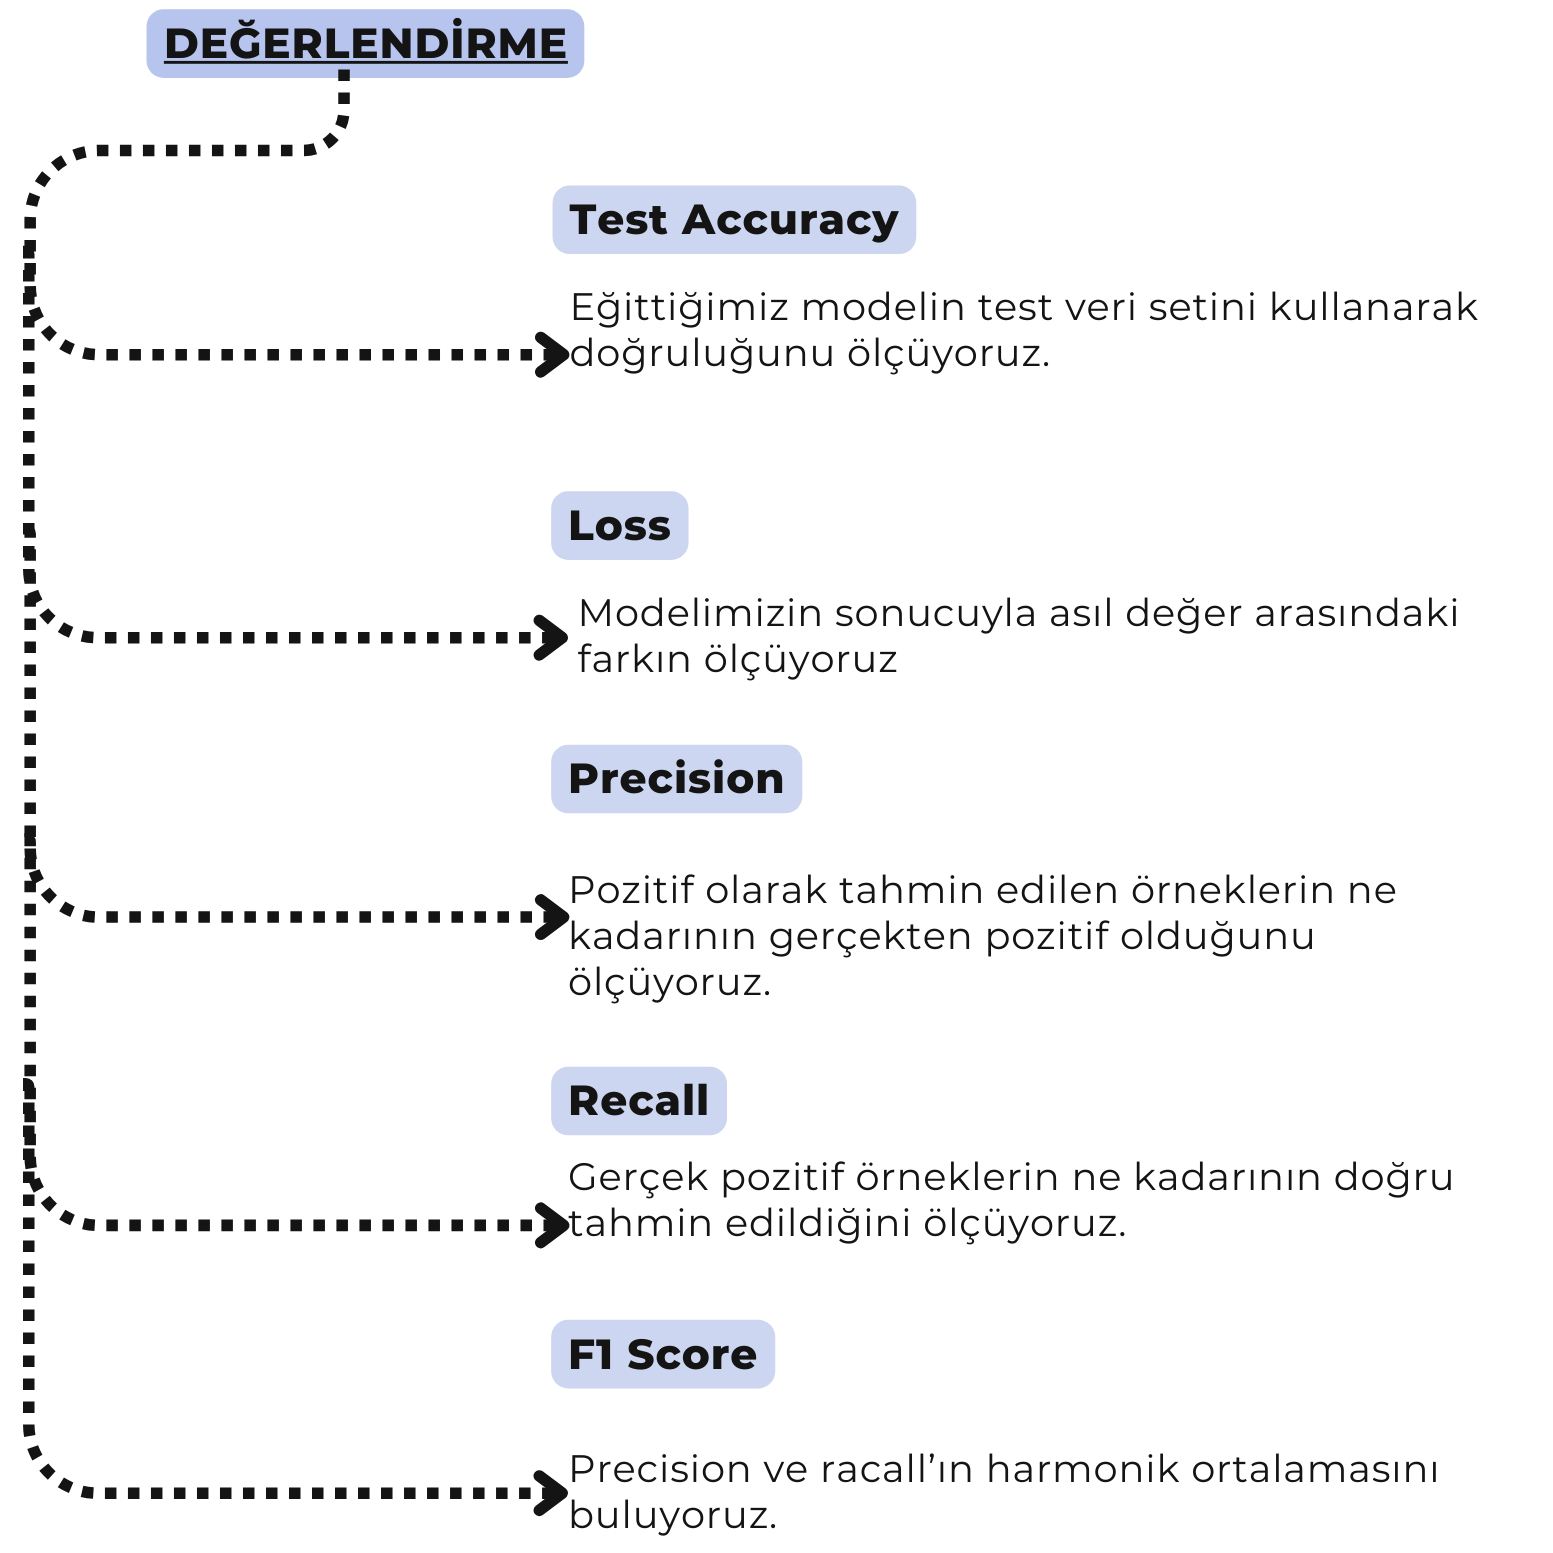 DEĞERLENDİRME
Test Accuracy
Eğittiğimiz modelin test veri setini kullanarak
doğruluğunu ölçüyoruz.
Loss
Modelimizin sonucuyla asıl değer arasındaki
farkın ölçüyoruz
Precision
Pozitif olarak tahmin edilen örneklerin ne
kadarının gerçekten pozitif olduğunu
ölçüyoruz.
Recall
Gerçek pozitif örneklerin ne kadarının doğru
tahmin edildiğini ölçüyoruz.
F1 Score
Precision ve racall’ın harmonik ortalamasını
buluyoruz.